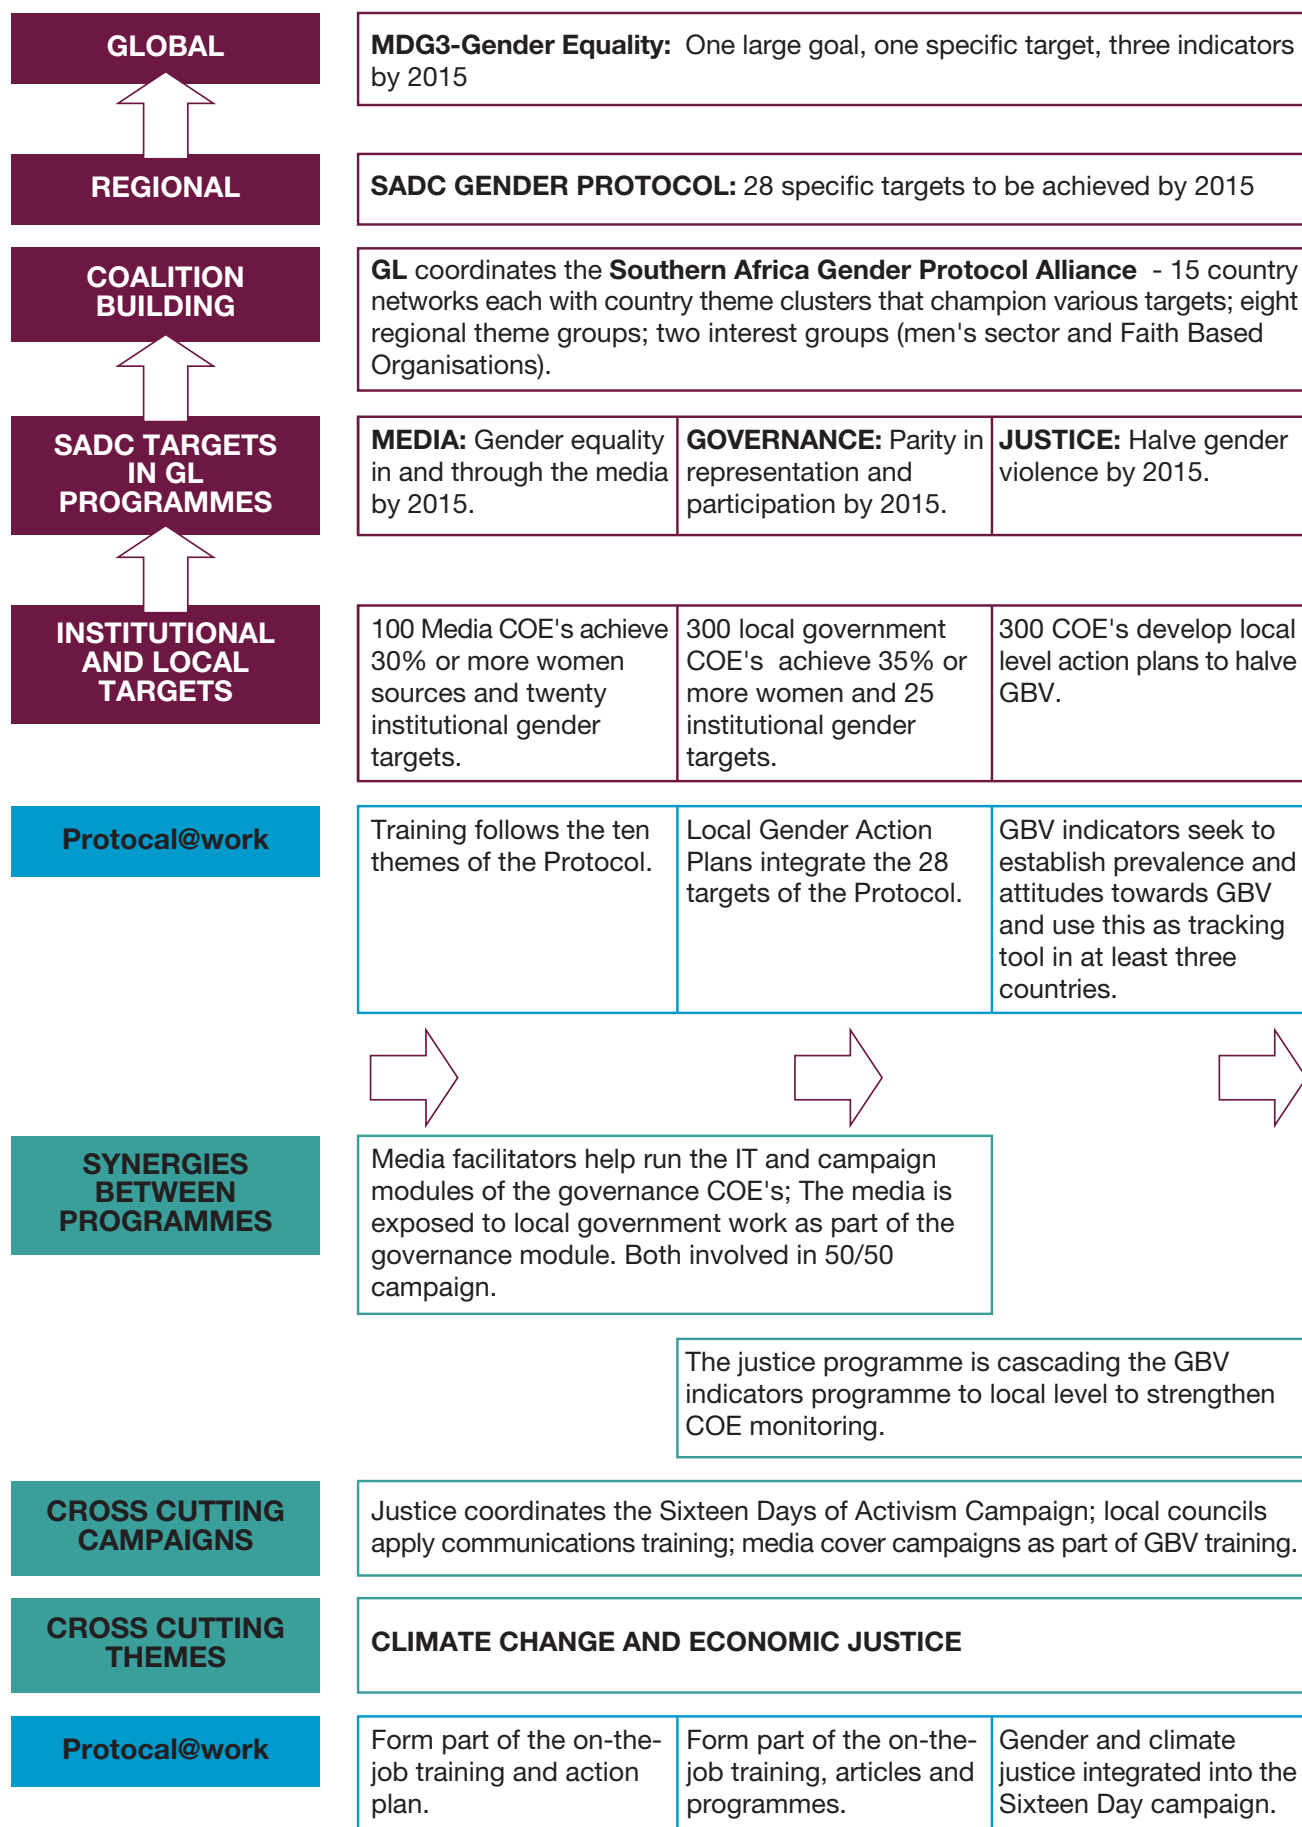 GLOBAL
MDG3-Gender Equality: One large goal, one specific target, three indicators
by 2015
REGIONAL
SADC GENDER PROTOCOL: 28 specific targets to be achieved by 2015
COALITION
BUILDING
GL coordinates the Southern Africa Gender Protocol Alliance - 15 country
networks each with country theme clusters that champion various targets; eight
regional theme groups; two interest groups (men's sector and Faith Based
Organisations).
SADC TARGETS
IN GL
PROGRAMMES
MEDIA: Gender equality
in and through the media
by 2015.
GOVERNANCE: Parity in
representation and
participation by 2015.
JUSTICE: Halve gender
violence by 2015.
INSTITUTIONAL
AND LOCAL
TARGETS
100 Media COE's achieve
30% or more women
sources and twenty
institutional gender
targets.
300 local government
COE's achieve 35% or
more women and 25
institutional gender
targets.
300 COE's develop local
level action plans to halve
GBV.
Protocal@work
Training follows the ten
themes of the Protocol.
Local Gender Action
Plans integrate the 28
targets of the Protocol.
GBV indicators seek to
establish prevalence and
attitudes towards GBV
and use this as tracking
tool in at least three
countries.
SYNERGIES
BETWEEN
PROGRAMMES
Media facilitators help run the IT and campaign
modules of the governance COE's; The media is
exposed to local government work as part of the
governance module. Both involved in 50/50
campaign.
The justice programme is cascading the GBV
indicators programme to local level to strengthen
COE monitoring.
CROSS CUTTING
CAMPAIGNS
Justice coordinates the Sixteen Days of Activism Campaign; local councils
apply communications training; media cover campaigns as part of GBV training.
CROSS CUTTING
THEMES
CLIMATE CHANGE AND ECONOMIC JUSTICE
Protocal@work
Form part of the on-the-
job training and action
plan.
Form part of the on-the-
job training, articles and
programmes.
Gender and climate
justice integrated into the
Sixteen Day campaign.